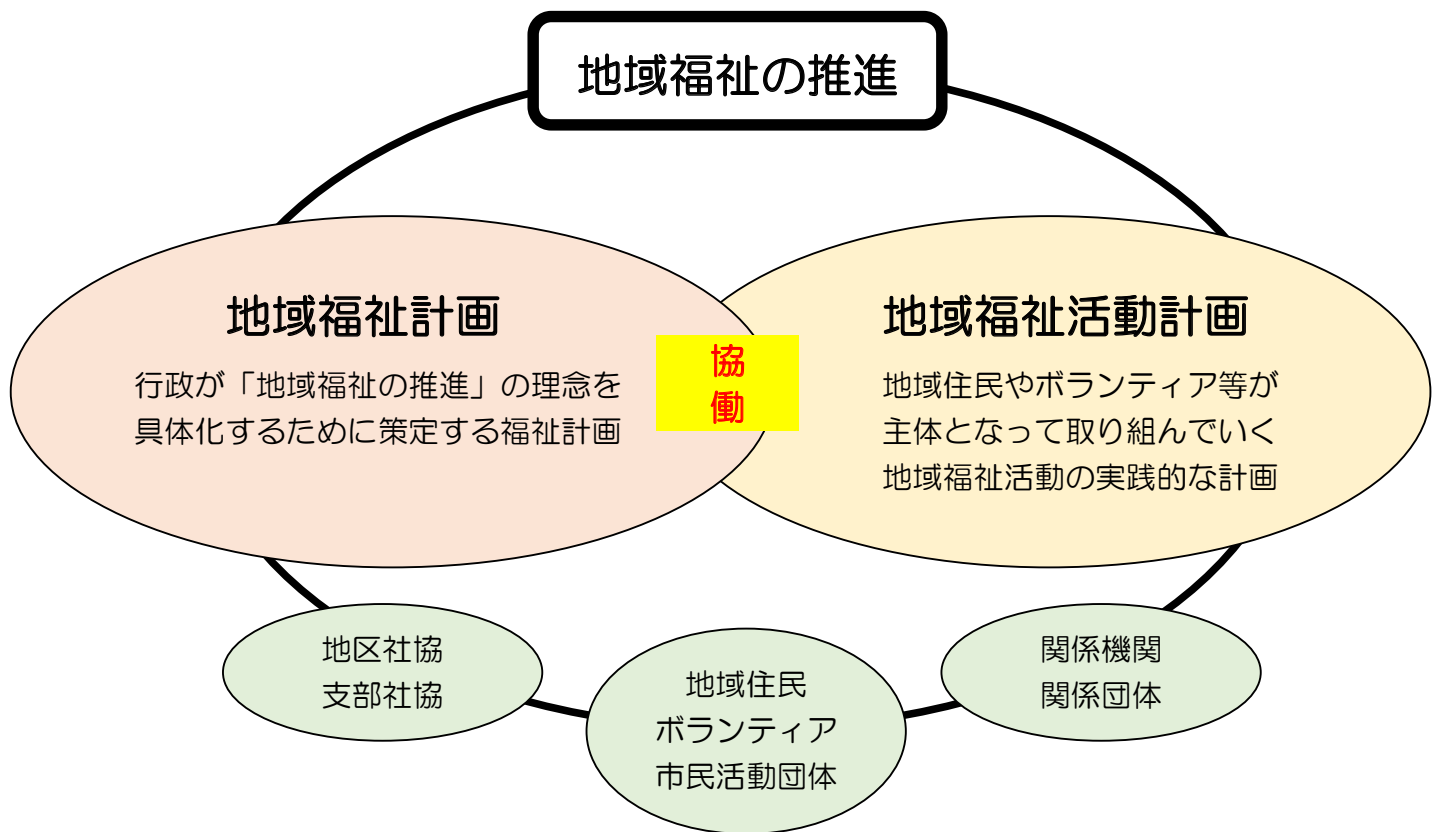 地域福祉の推進
地域福祉計画
行政が「地域福祉の推進」の理念を
具体化するために策定する福祉計画
協
働
地域福祉活動計画
地域住民やボランティア等が
主体となって取り組んでいく
地域福祉活動の実践的な計画
地区社協
支部社協
地域住民
ボランティア
市民活動団体
関係機関
関係団体